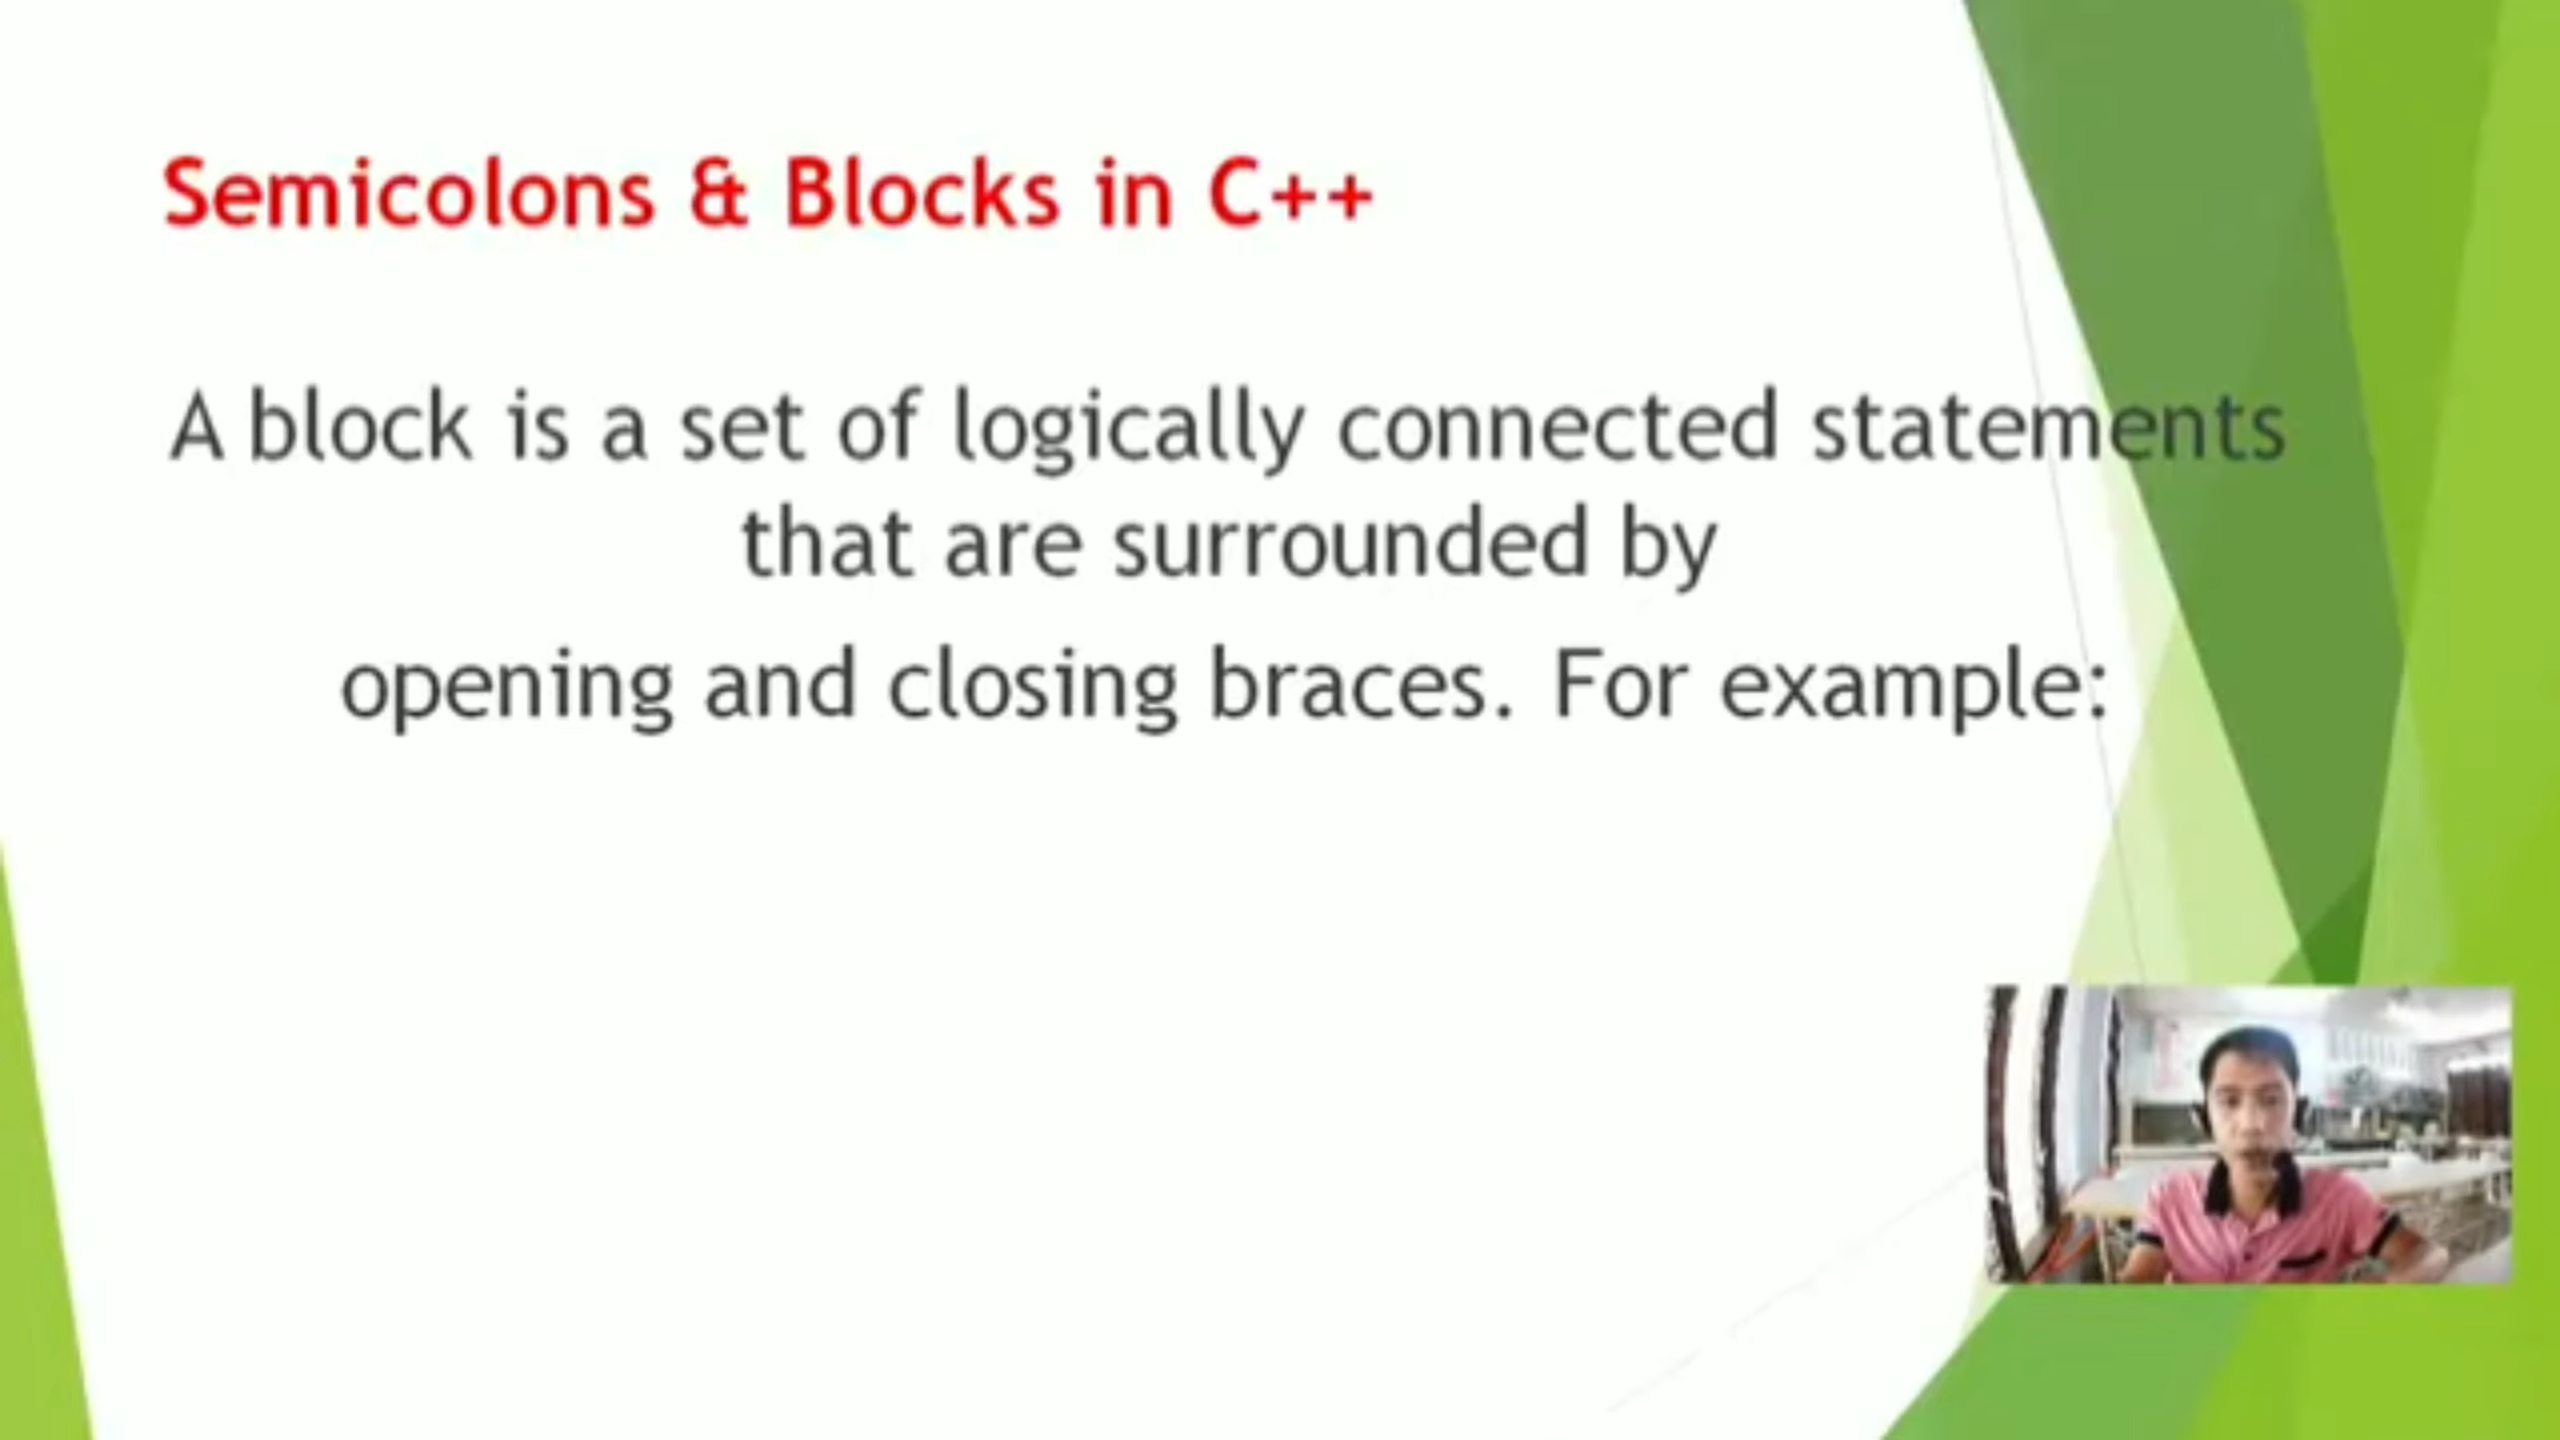 Semicolons & Blocks in C++
A block is a set of logically connected statements
that are surrounded by
opening and closing braces. For example: